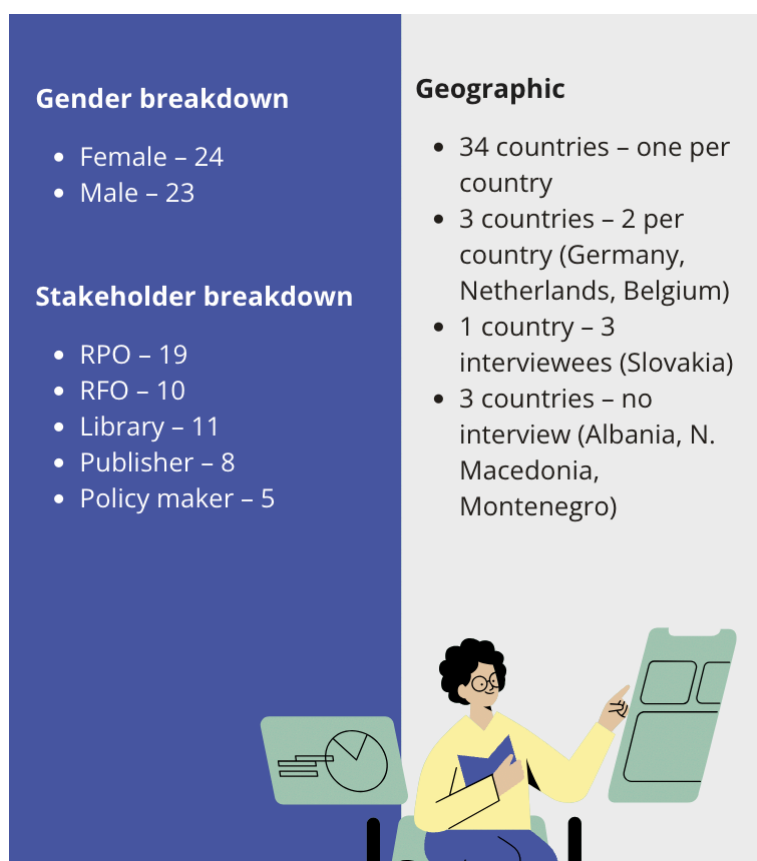 Gender breakdown
• Female – 24
• Male – 23
Stakeholder breakdown
• RPO – 19
• RFO – 10
• Library – 11
• Publisher – 8
• Policy maker – 5
Geographic
• 34 countries – one per
country
• 3 countries – 2 per
country (Germany,
Netherlands, Belgium)
• 1 country – 3
interviewees (Slovakia)
• 3 countries – no
interview (Albania, N.
Macedonia,
Montenegro)